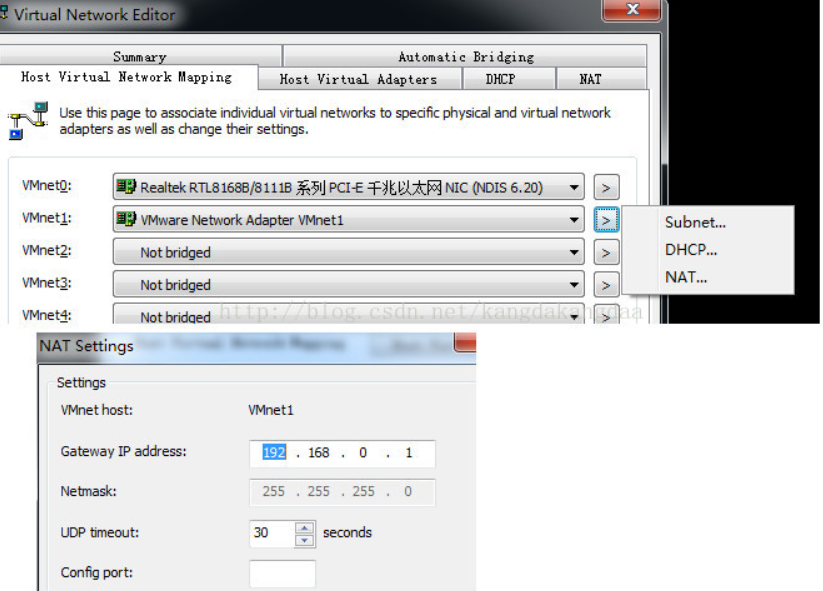 Virtual Network Editor
Summary
Automatic Bridging
Host Virtual Network Mapping
Host Virtual Adapters
DHCP
NAT
Use this page to associate individual virtual networks to specific physical and virtual network
adapters as well as change their settings.
VMnet0:
Realtek RTL8168B/8111B 系列 PCI-E 千兆以太网 NIC (NDIS 6.20)
>
VMnet1:
VMware Network Adapter VMnet1
>
Subnet...
DHCP...
NAT...
VMnet2:
Not bridged
>
VMnet3:
Not bridged
>
VMnet4:
Not bridged
>
http://blog.csdn.net/kangdakangdaa
NAT Settings
Settings
VMnet host:
VMnet1
Gateway IP address:
192 . 168 . 0 . 1
Netmask:
255 . 255 . 255 . 0
UDP timeout:
30
seconds
Config port: